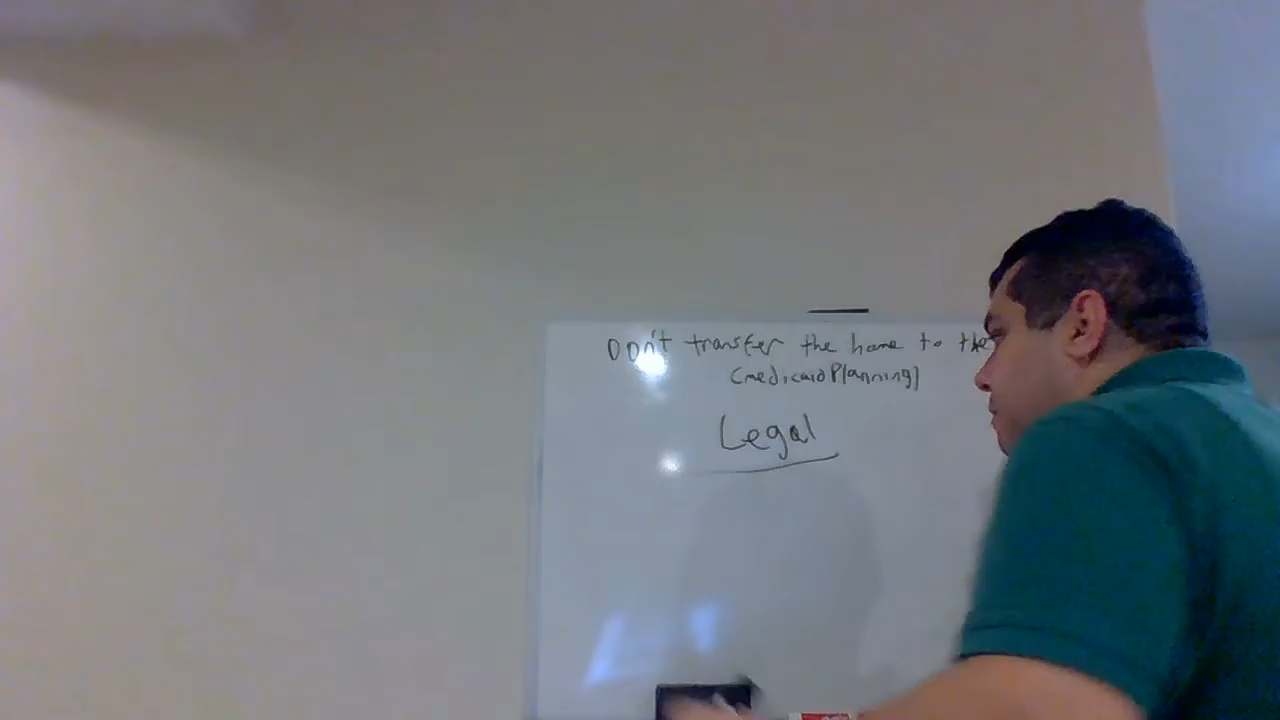 Don't transfer the home to the
(medicaid Planning)
Legal